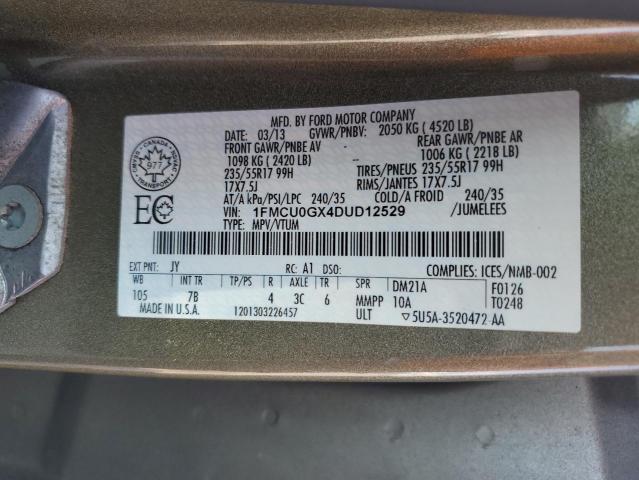 MFD. BY FORD MOTOR COMPANY
DATE: 03/13 GVWR/PNBV: 2050 KG ( 4520 LB)
FRONT GAWR/PNBE AV REAR GAWR/PNBE AR
1098 KG ( 2420 LB) 1006 KG ( 2218 LB)
235/55R17 99H TIRES/PNEUS 235/55R17 99H
17X7.5J RIMS/JANTES 17X7.5J
AT/A kPa/PSI/LPC 240/35 COLD/A FROID 240/35
VIN: 1FMCU0GX4DUD12529 /JUMELEES
TYPE: MPV/VTUM
977
TRANSPORT
EC
EXT PNT: JY RC: A1 DSO: COMPLIES: ICES/NMB-002
WB INT TR TP/PS R AXLE TR SPR DM21A F0126
105 7B 4 3C 6 MMPP 10A T0248
MADE IN U.S.A. 1201303226457 ULT ▽5U5A-3520472 AA